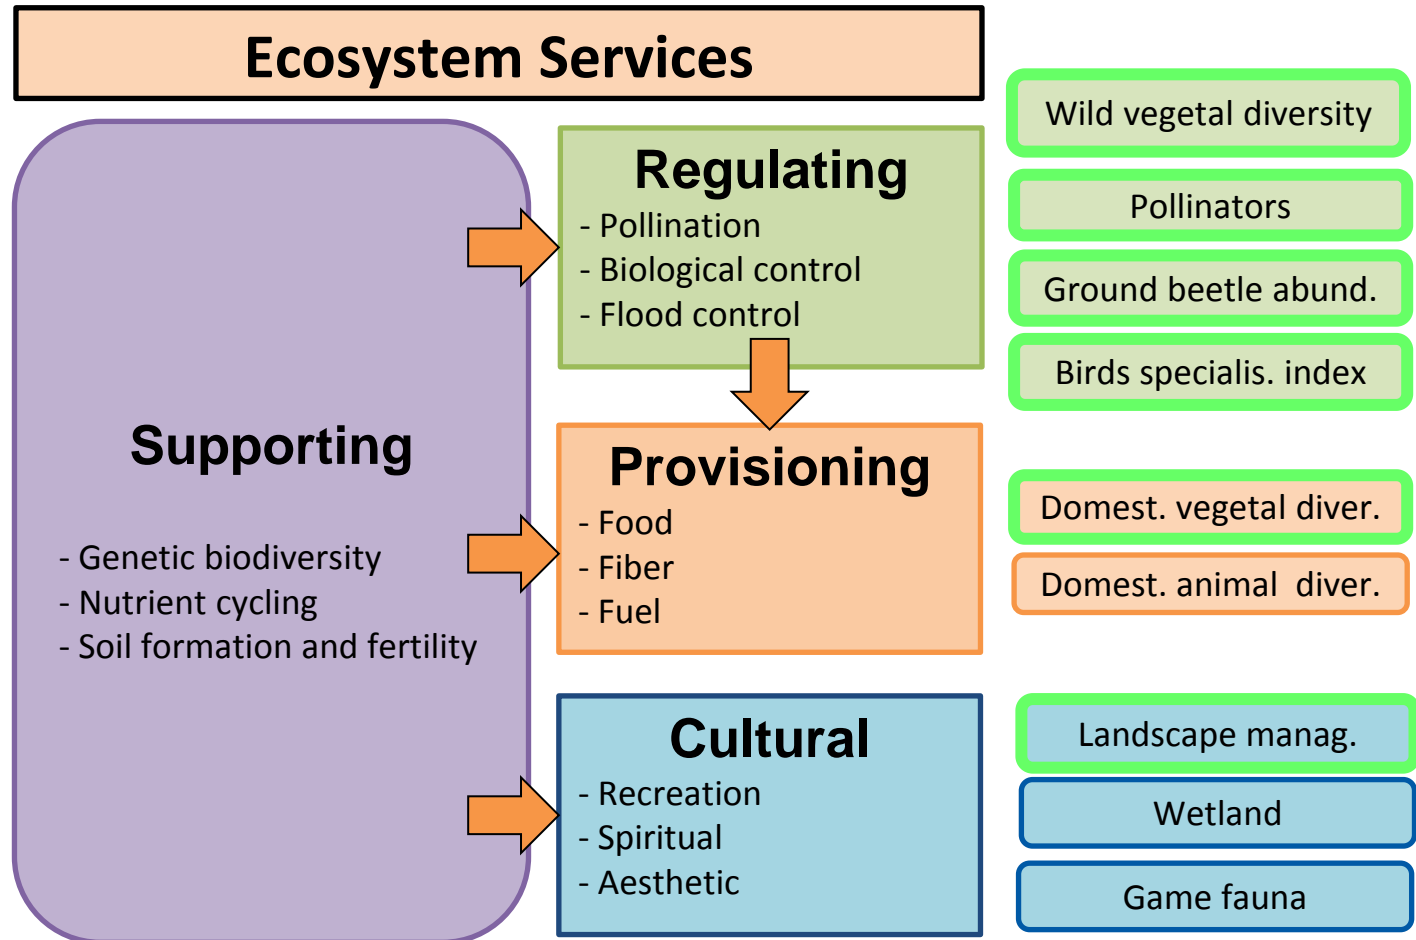 Ecosystem Services
Supporting
- Genetic biodiversity
- Nutrient cycling
- Soil formation and fertility
Regulating
- Pollination
- Biological control
- Flood control
Provisioning
- Food
- Fiber
- Fuel
Cultural
- Recreation
- Spiritual
- Aesthetic
Wild vegetal diversity
Pollinators
Ground beetle abund.
Birds specialis. index
Domest. vegetal diver.
Domest. animal diver.
Landscape manag.
Wetland
Game fauna